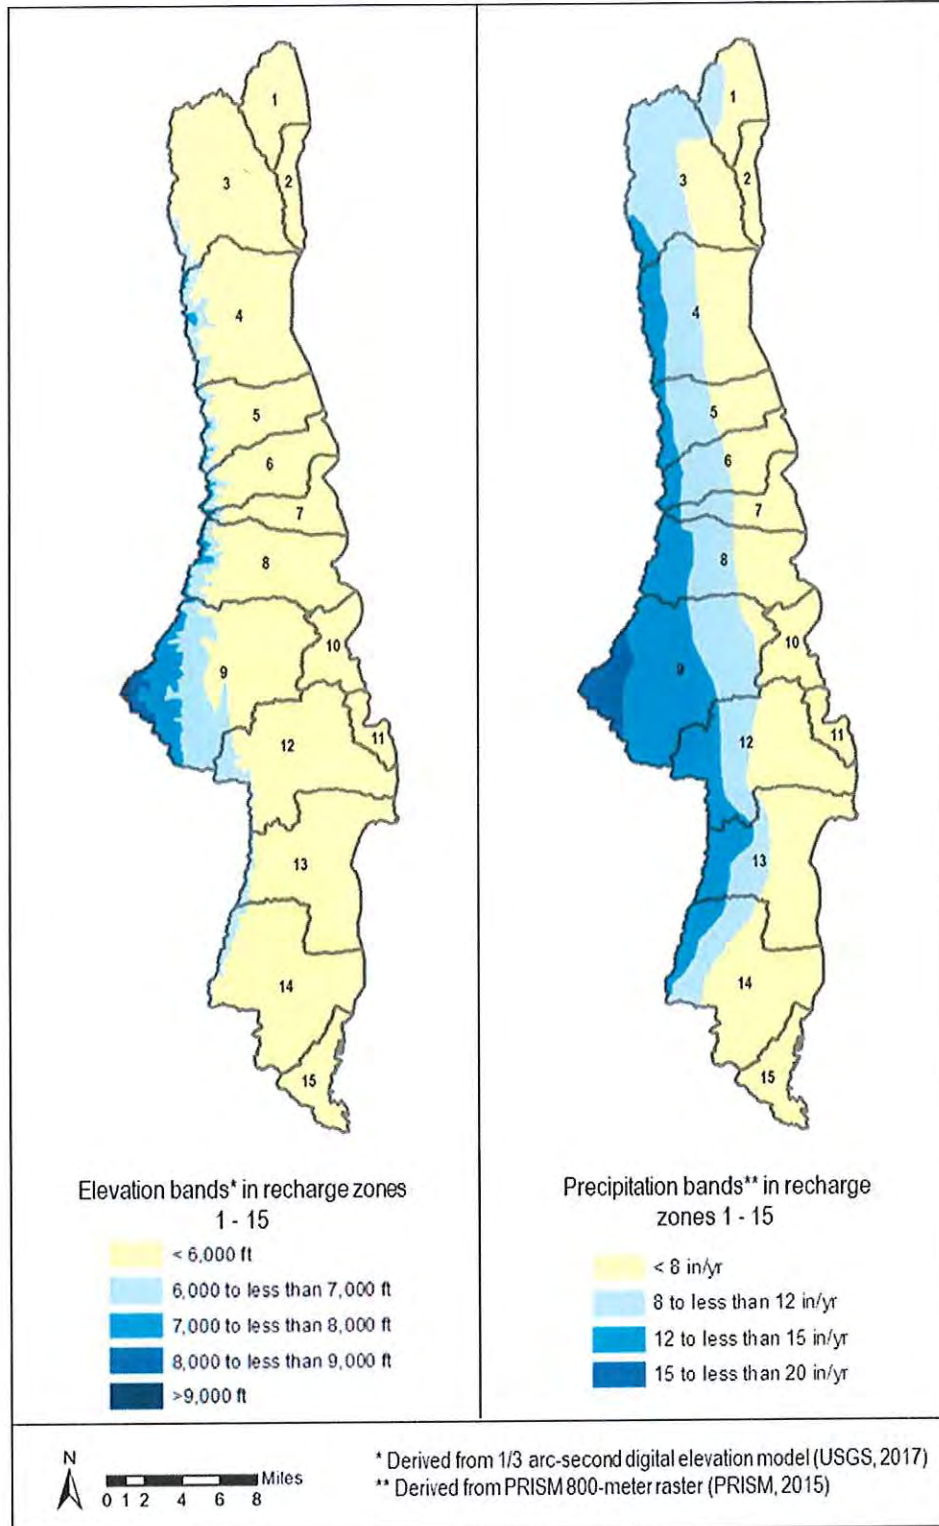 1
2
3
4
5
6
7
8
9
10
11
12
13
14
15
Elevation bands* in recharge zones
1 - 15
< 6,000 ft
6,000 to less than 7,000 ft
7,000 to less than 8,000 ft
8,000 to less than 9,000 ft
>9,000 ft
1
2
3
4
5
6
7
8
9
10
11
12
13
14
15
Precipitation bands** in recharge
zones 1 - 15
< 8 in/yr
8 to less than 12 in/yr
12 to less than 15 in/yr
15 to less than 20 in/yr
N
Miles
0 1 2 4 6 8
* Derived from 1/3 arc-second digital elevation model (USGS, 2017)
** Derived from PRISM 800-meter raster (PRISM, 2015)